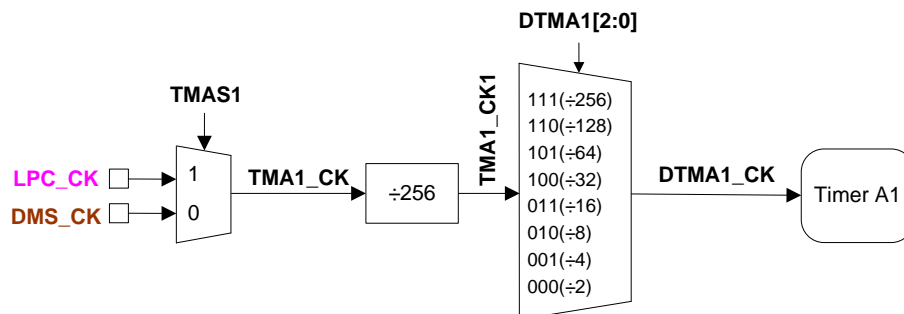 DTMA1[2:0]
TMAS1
LPC_CK
DMS_CK
1
0
TMA1_CK
÷256
TMA1_CK1
111(÷256)
110(÷128)
101(÷64)
100(÷32)
011(÷16)
010(÷8)
001(÷4)
000(÷2)
DTMA1_CK
Timer A1